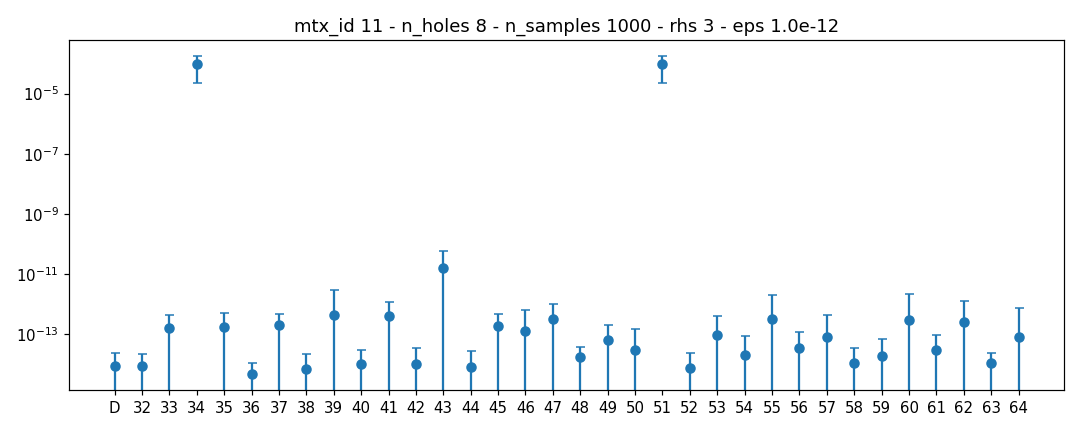 mtx_id 11 - n_holes 8 - n_samples 1000 - rhs 3 - eps 1.0e-12
10⁻⁵
10⁻⁷
10⁻⁹
10⁻¹¹
10⁻¹³
D 32 33 34 35 36 37 38 39 40 41 42 43 44 45 46 47 48 49 50 51 52 53 54 55 56 57 58 59 60 61 62 63 64